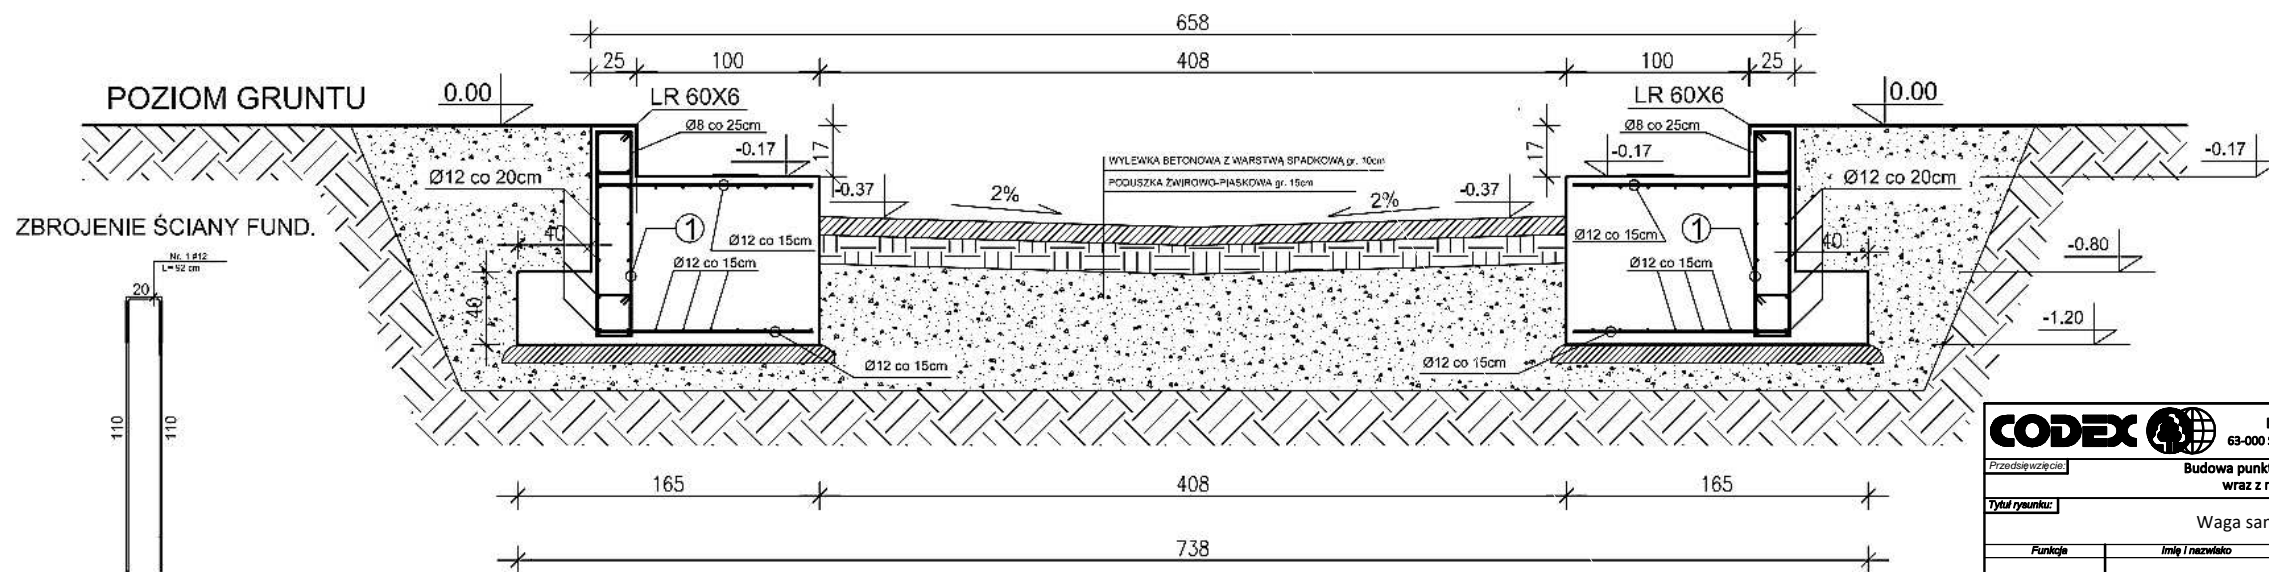 658
25 100 408 100 25
POZIOM GRUNTU
0.00
LR 60X6
LR 60X6
0.00
Ø8 co 25cm
Ø8 co 25cm
-0.17
17
17
-0.17
-0.17
WYLEWKA BETONOWA Z WARSTWĄ SPADKOWĄ gr. 10cm
PODUSZKA ŻWIROWO-PIASKOWA gr. 15cm
Ø12 co 20cm
Ø12 co 20cm
-0.37
2%
2%
-0.37
ZBROJENIE ŚCIANY FUND.
40
1
Ø12 co 15cm
Ø12 co 15cm
1
40
-0.80
Nr. 1 #12
Ø12 co 15cm
Ø12 co 15cm
20
40
-1.20
Ø12 co 15cm
Ø12 co 15cm
110
110
CODEX
63-000
Przedsięwzięcie:
Budowa punkt
wraz z
Tytuł rysunku:
Waga sam
Funkcja
Imię i nazwisko
165 408 165
738